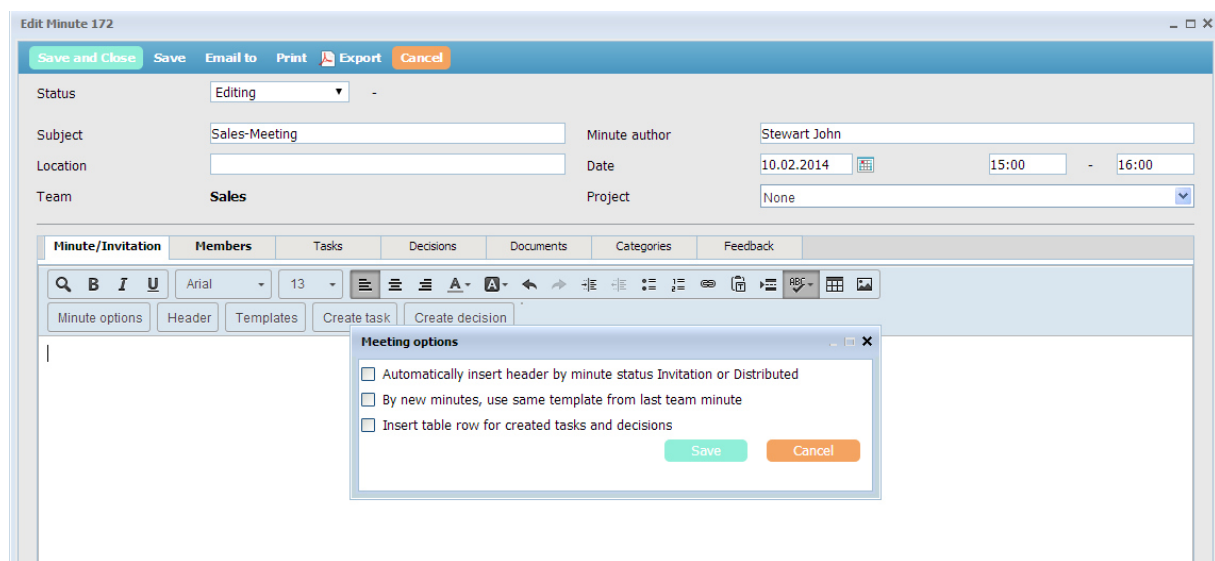 Edit Minute 172
Save and Close Save Email to Print Export Cancel
Status Editing -
Subject Sales-Meeting Minute author Stewart John
Location Date 10.02.2014 15:00 - 16:00
Team Sales Project None
Minute/Invitation Members Tasks Decisions Documents Categories Feedback
B I U Arial 13 A A ABC
Minute options Header Templates Create task Create decision
Meeting options
Automatically insert header by minute status Invitation or Distributed
By new minutes, use same template from last team minute
Insert table row for created tasks and decisions
Save Cancel